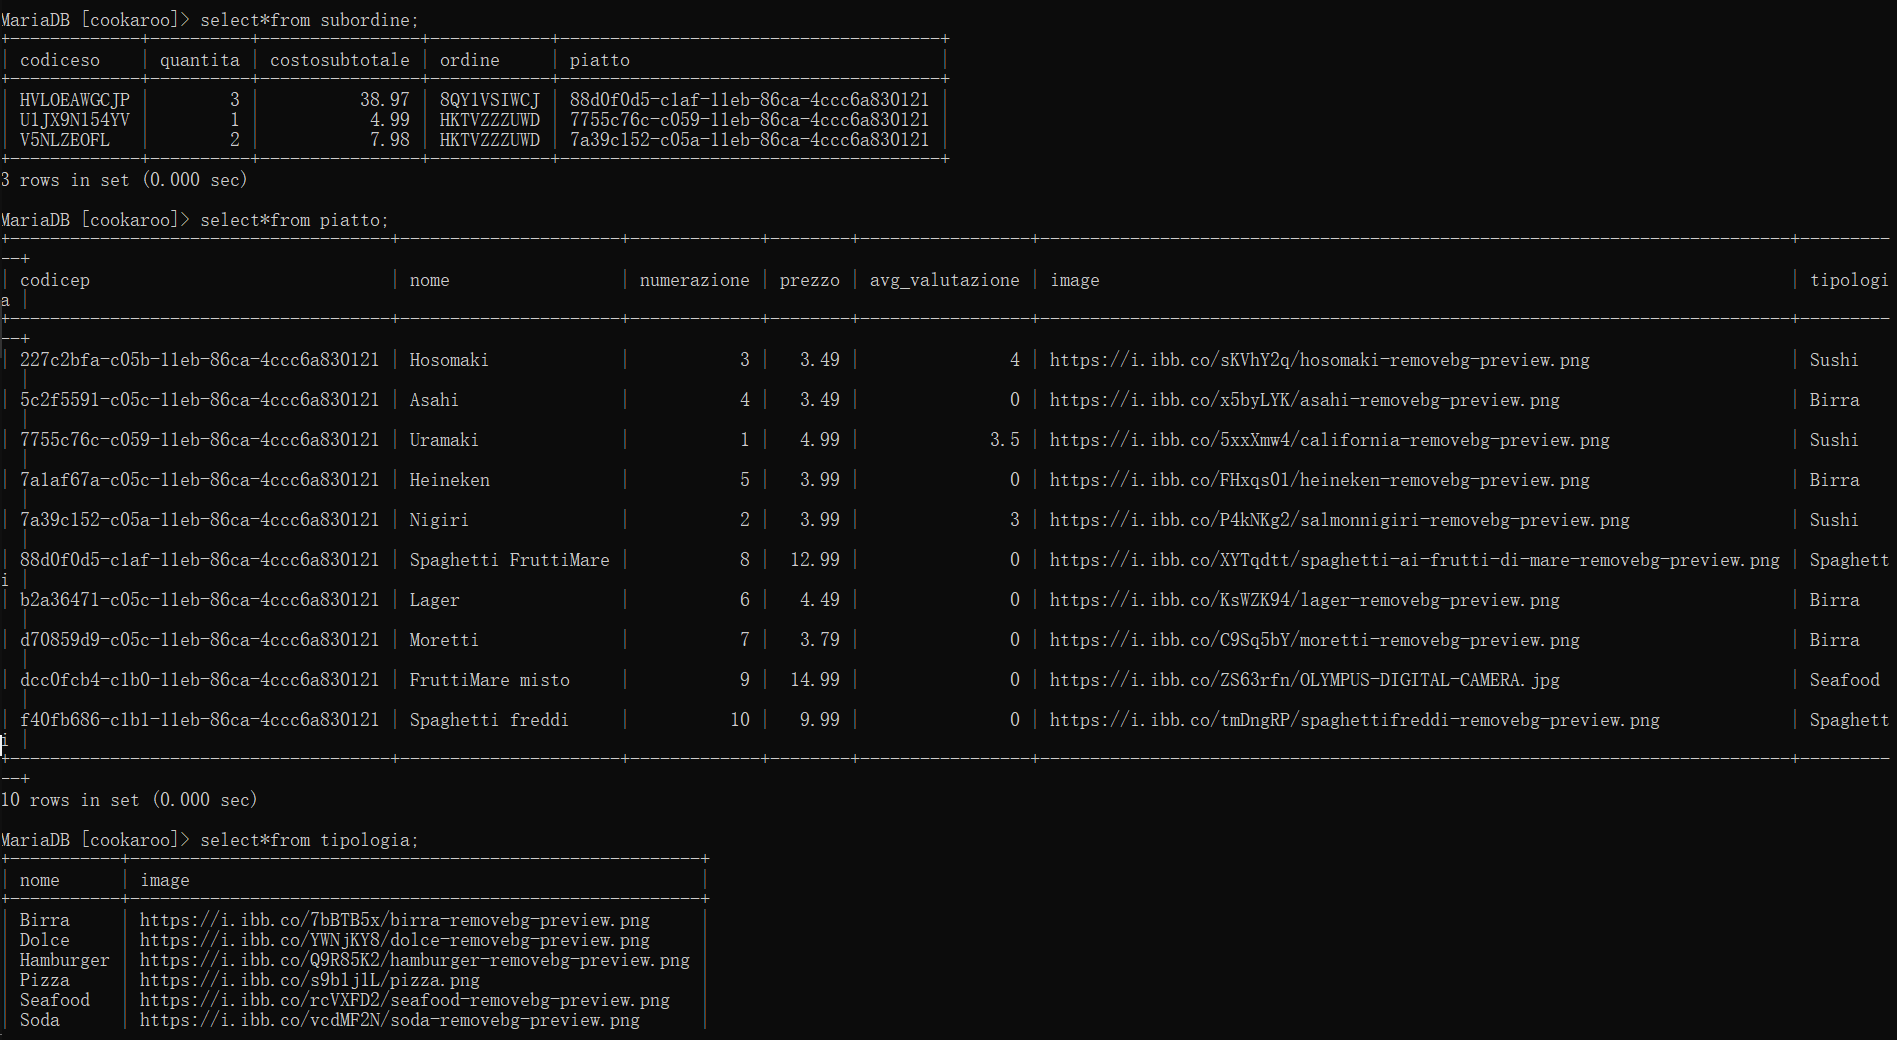 MariaDB [cookaroo]> select*from subordine;
+-------------+----------+----------------+------------+--------------------------------------+
| codiceso    | quantita | costosubtotale | ordine     | piatto                               |
+-------------+----------+----------------+------------+--------------------------------------+
| HVLOEAWGCJP |        3 |          38.97 | 8QY1VSIWCJ | 88d0f0d5-c1af-11eb-86ca-4ccc6a830121 |
| U1JX9N154YV |        1 |           4.99 | HKTVZZZUWD | 7755c76c-c059-11eb-86ca-4ccc6a830121 |
| V5NLZEOFL   |        2 |           7.98 | HKTVZZZUWD | 7a39c152-c05a-11eb-86ca-4ccc6a830121 |
+-------------+----------+----------------+------------+--------------------------------------+
3 rows in set (0.000 sec)
MariaDB [cookaroo]> select*from piatto;
+--------------------------------------+----------------------+-------------+--------+-----------------+---------------------------------------------------------------------------+---------
--+
| codicep                              | nome                 | numerazione | prezzo | avg_valutazione | image                                                                     | tipologi
a |
+--------------------------------------+----------------------+-------------+--------+-----------------+---------------------------------------------------------------------------+---------
--+
| 227c2bfa-c05b-11eb-86ca-4ccc6a830121 | Hosomaki             |           3 |   3.49 |               4 | https://i.ibb.co/sKVhY2q/hosomaki-removebg-preview.png                    | Sushi
  |
| 5c2f5591-c05c-11eb-86ca-4ccc6a830121 | Asahi                |           4 |   3.49 |               0 | https://i.ibb.co/x5byLYK/asahi-removebg-preview.png                       | Birra
  |
| 7755c76c-c059-11eb-86ca-4ccc6a830121 | Uramaki              |           1 |   4.99 |             3.5 | https://i.ibb.co/5xxXmw4/california-removebg-preview.png                  | Sushi
  |
| 7a1af67a-c05c-11eb-86ca-4ccc6a830121 | Heineken             |           5 |   3.99 |               0 | https://i.ibb.co/FHxqs01/heineken-removebg-preview.png                    | Birra
  |
| 7a39c152-c05a-11eb-86ca-4ccc6a830121 | Nigiri               |           2 |   3.99 |               3 | https://i.ibb.co/P4kNKg2/salmonnigiri-removebg-preview.png                | Sushi
  |
| 88d0f0d5-c1af-11eb-86ca-4ccc6a830121 | Spaghetti FruttiMare |           8 |  12.99 |               0 | https://i.ibb.co/XYTqdtt/spaghetti-ai-frutti-di-mare-removebg-preview.png | Spaghett
i |
| b2a36471-c05c-11eb-86ca-4ccc6a830121 | Lager                |           6 |   4.49 |               0 | https://i.ibb.co/KsWZK94/lager-removebg-preview.png                       | Birra
  |
| d70859d9-c05c-11eb-86ca-4ccc6a830121 | Moretti              |           7 |   3.79 |               0 | https://i.ibb.co/C9Sq5bY/moretti-removebg-preview.png                     | Birra
  |
| dcc0fcb4-c1b0-11eb-86ca-4ccc6a830121 | FruttiMare misto     |           9 |  14.99 |               0 | https://i.ibb.co/ZS63rfn/OLYMPUS-DIGITAL-CAMERA.jpg                       | Seafood
  |
| f40fb686-c1b1-11eb-86ca-4ccc6a830121 | Spaghetti freddi     |          10 |   9.99 |               0 | https://i.ibb.co/tmDngRP/spaghettifreddi-removebg-preview.png             | Spaghett
i |
+--------------------------------------+----------------------+-------------+--------+-----------------+---------------------------------------------------------------------------+---------
--+
10 rows in set (0.000 sec)
MariaDB [cookaroo]> select*from tipologia;
+-----------+---------------------------------------------------------+
| nome      | image                                                   |
+-----------+---------------------------------------------------------+
| Birra     | https://i.ibb.co/7bBTB5x/birra-removebg-preview.png     |
| Dolce     | https://i.ibb.co/YWNjKY8/dolce-removebg-preview.png     |
| Hamburger | https://i.ibb.co/Q9R85K2/hamburger-removebg-preview.png |
| Pizza     | https://i.ibb.co/s9b1jlL/pizza.png                      |
| Seafood   | https://i.ibb.co/rcVXFD2/seafood-removebg-preview.png   |
| Soda      | https://i.ibb.co/vcdMF2N/soda-removebg-preview.png      |